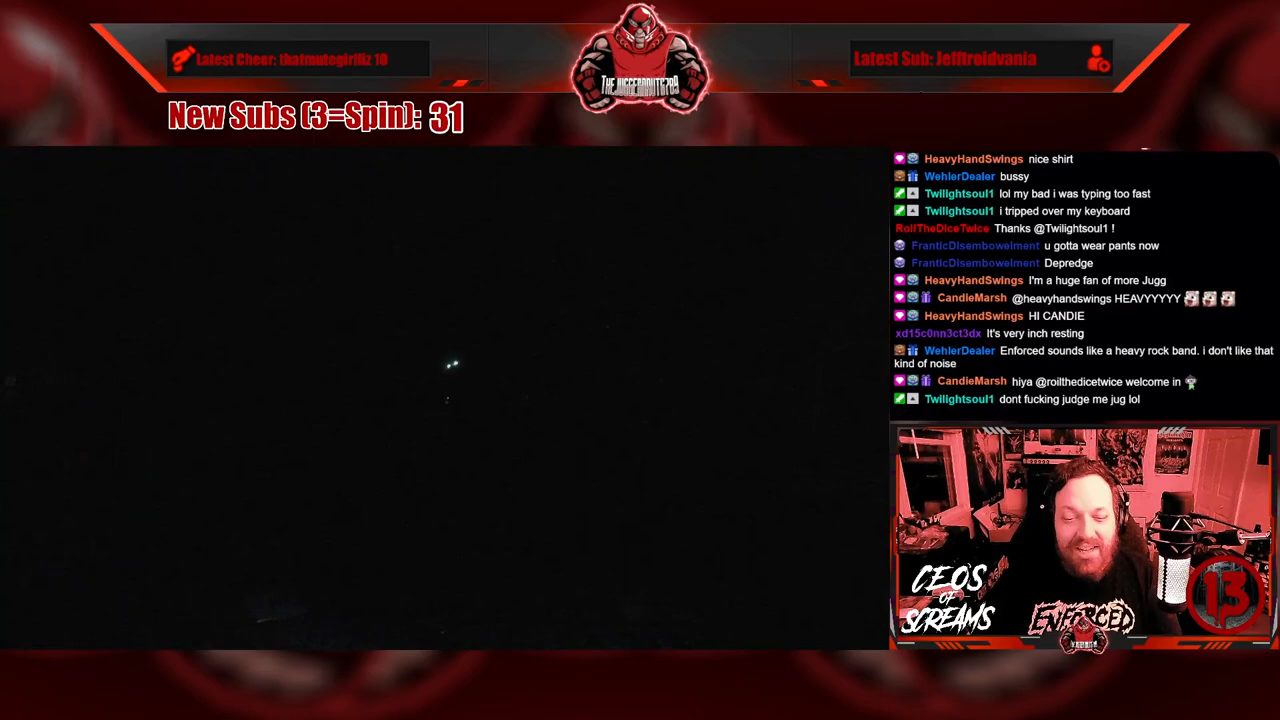 Latest Cheer: thatmutegirlliz 10
THEJUGGERNAUT6789
Latest Sub: Jefftroidvania
New Subs (3=Spin): 31
HeavyHandSwings nice shirt
WehlerDealer bussy
Twilightsoul1 lol my bad i was typing too fast
Twilightsoul1 i tripped over my keyboard
RollTheDiceTwice Thanks @Twilightsoul1 !
FranticDisembowelment u gotta wear pants now
FranticDisembowelment Depredge
HeavyHandSwings I'm a huge fan of more Jugg
CandieMarsh @heavyhandswings HEAVYYYYY
HeavyHandSwings HI CANDIE
xd15c0nn3ct3dx It's very inch resting
WehlerDealer Enforced sounds like a heavy rock band. i don't like that
kind of noise
CandieMarsh hiya @roilthedicetwice welcome in
Twilightsoul1 dont fucking judge me jug lol
CEOS
OF
SCREAMS
ENFORCED
13